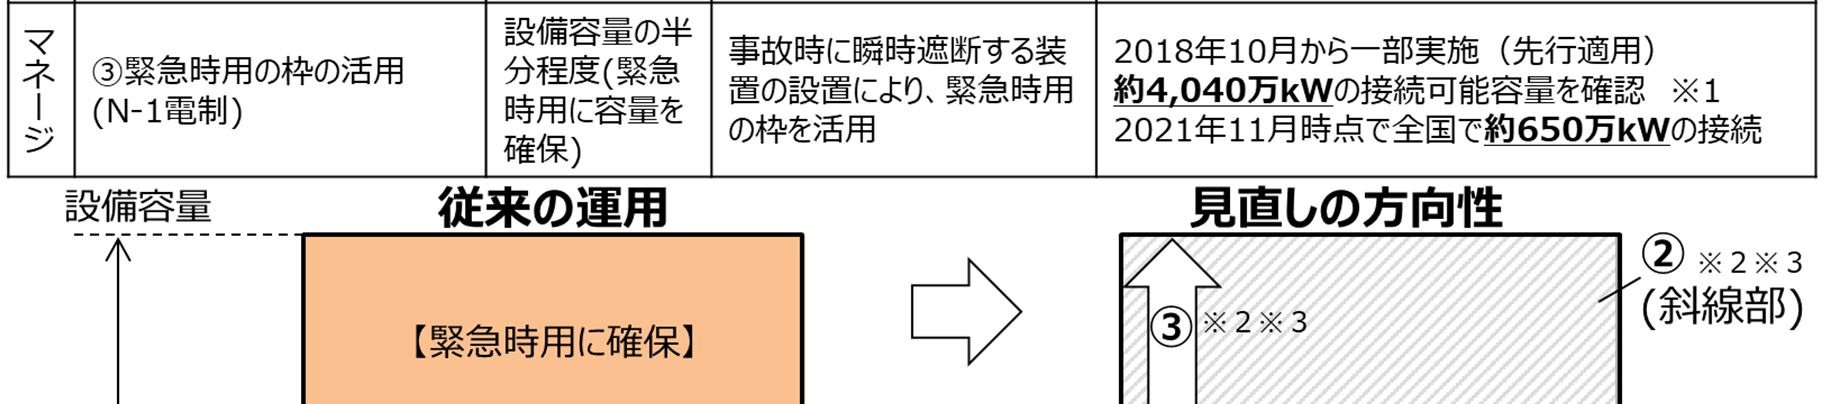 マネージ
③緊急時用の枠の活用
(N-1電制)
設備容量の半
分程度(緊急
時用に容量を
確保)
事故時に瞬時遮断する装
置の設置により、緊急時用
の枠を活用
2018年10月から一部実施（先行適用）
約4,040万kWの接続可能容量を確認　※1
2021年11月時点で全国で約650万kWの接続
設備容量
従来の運用
見直しの方向性
【緊急時用に確保】
③ ※２※３
② ※２※３
(斜線部)